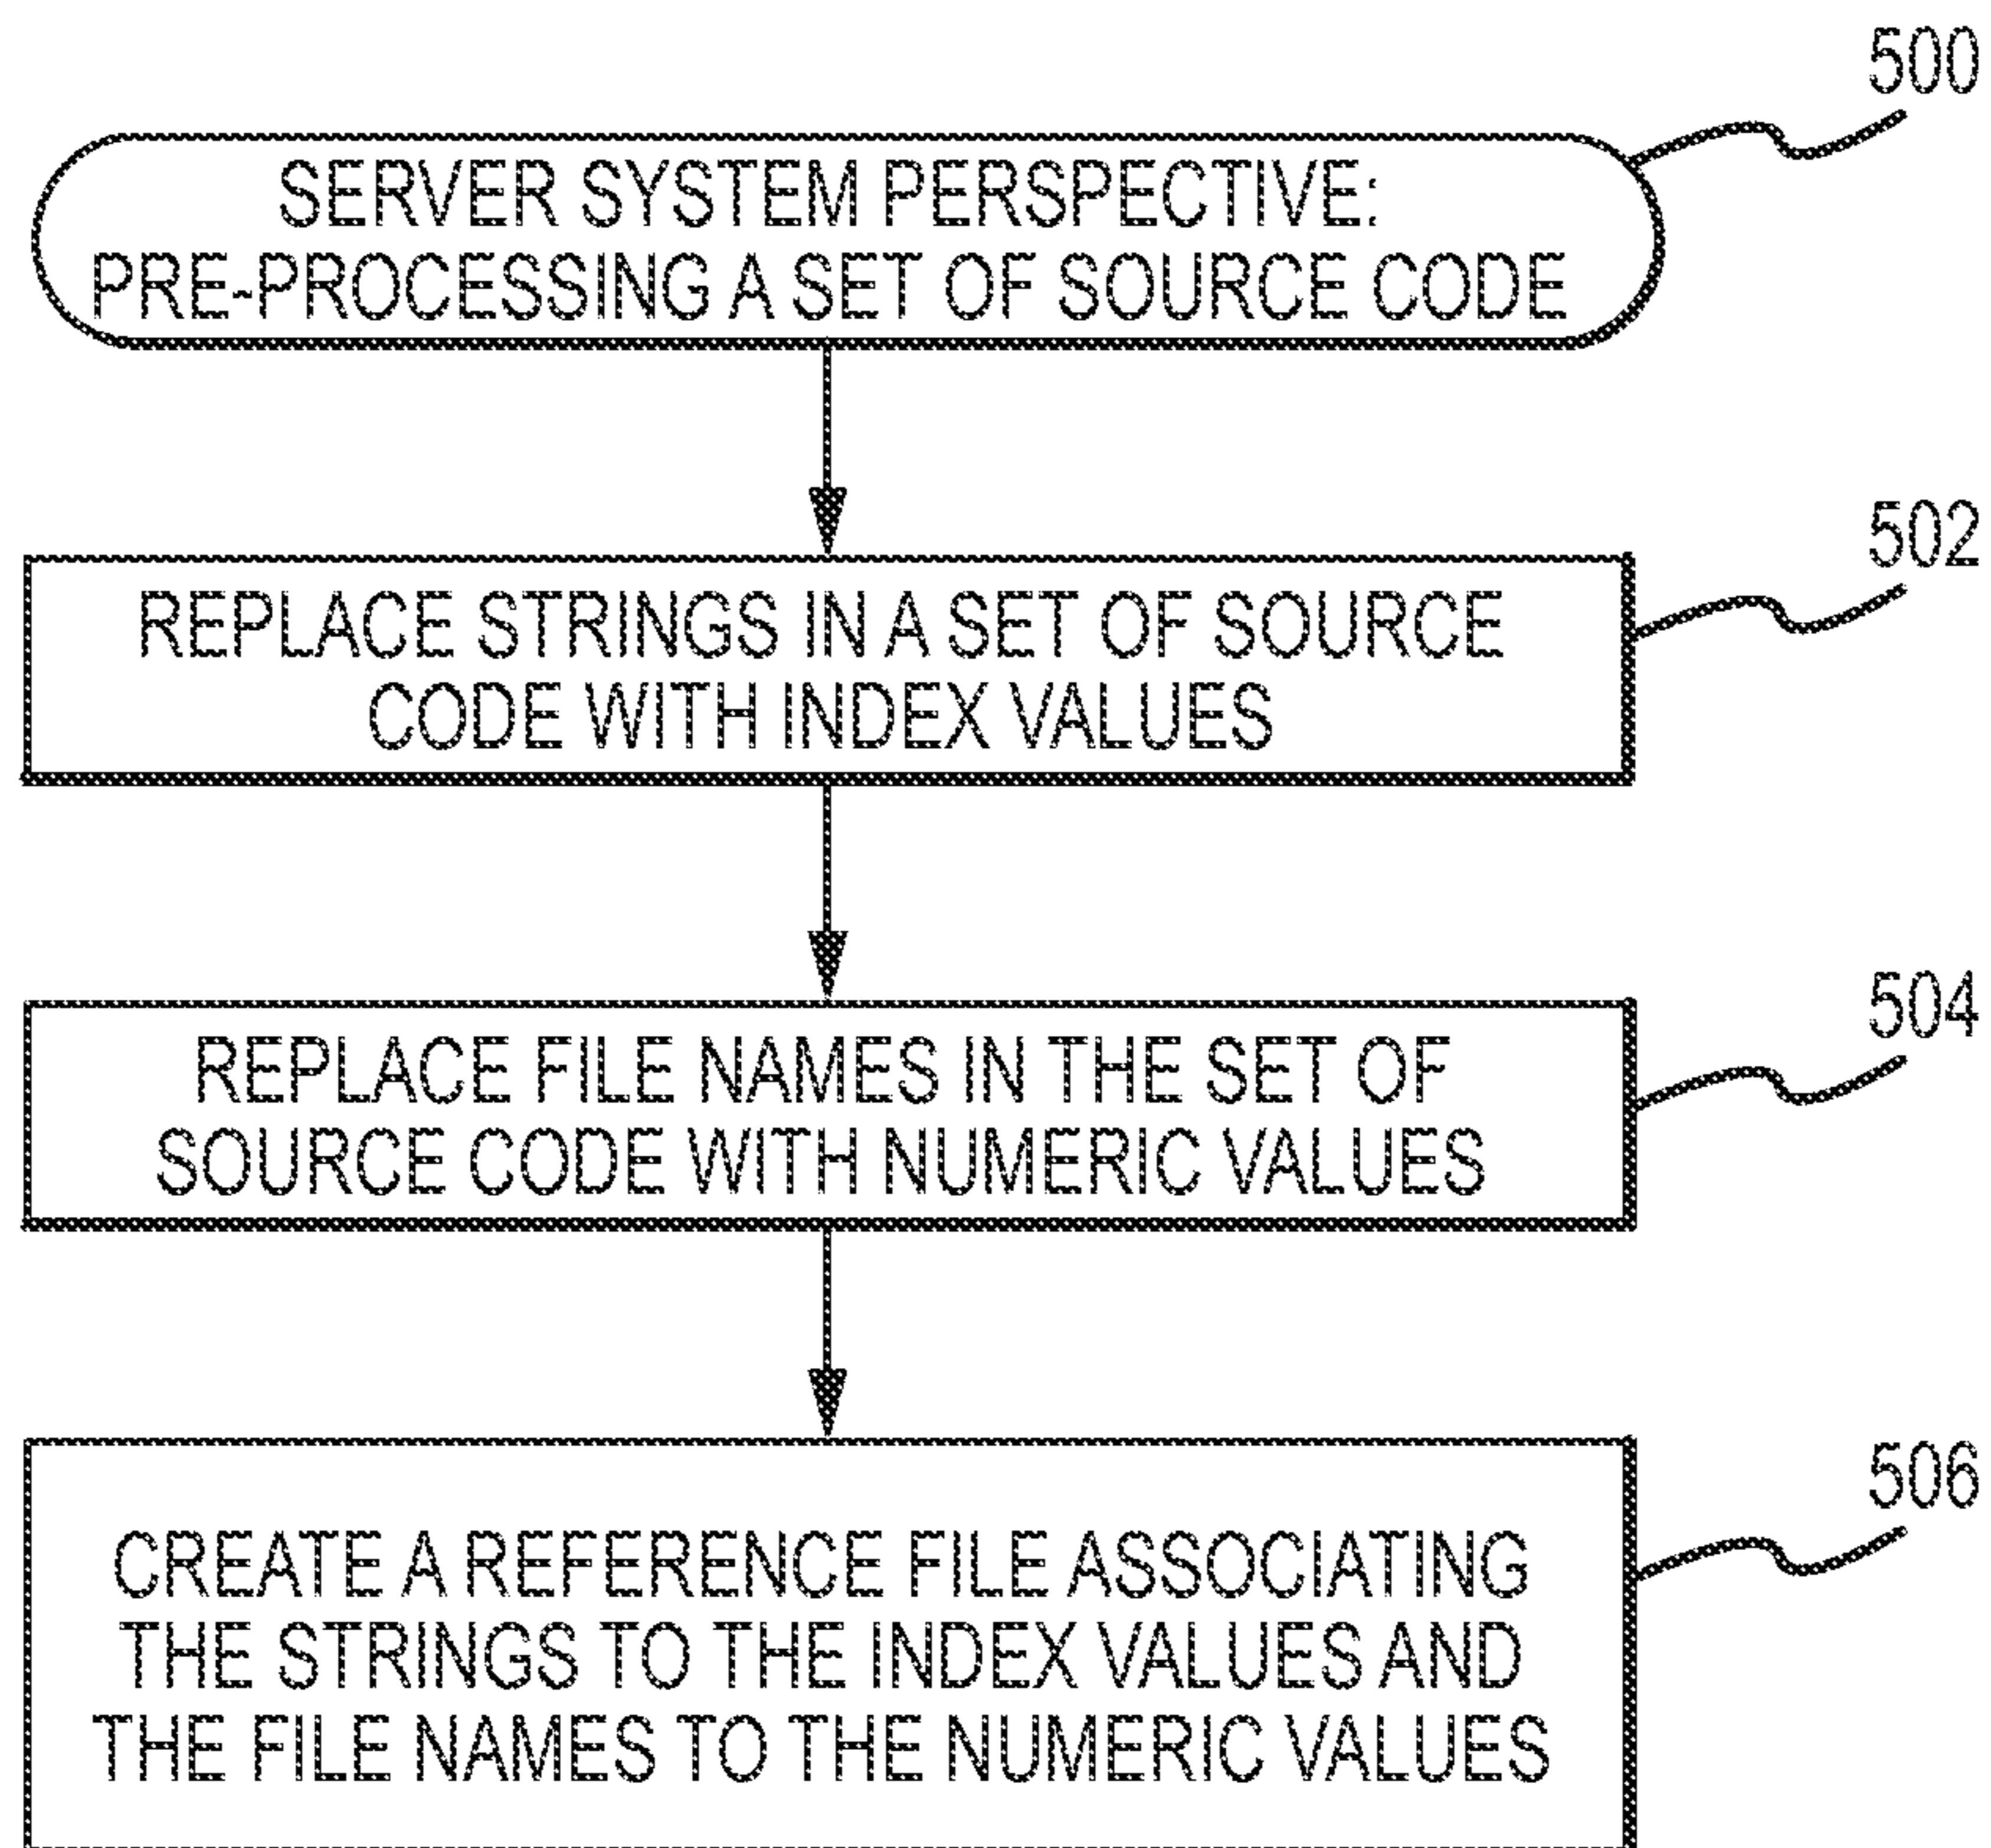 500
SERVER SYSTEM PERSPECTIVE:
PRE-PROCESSING A SET OF SOURCE CODE
502
REPLACE STRINGS IN A SET OF SOURCE
CODE WITH INDEX VALUES
504
REPLACE FILE NAMES IN THE SET OF
SOURCE CODE WITH NUMERIC VALUES
506
CREATE A REFERENCE FILE ASSOCIATING
THE STRINGS TO THE INDEX VALUES AND
THE FILE NAMES TO THE NUMERIC VALUES